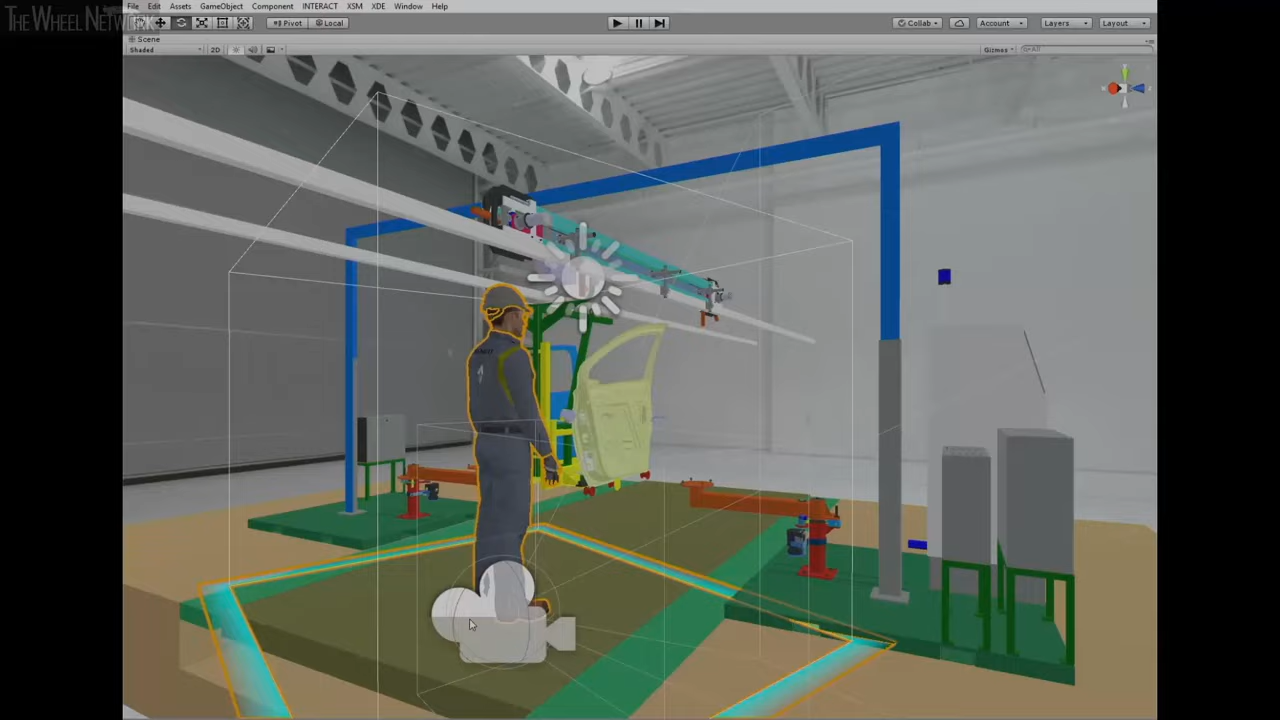 THE WHEEL NETWORK
File Edit Assets GameObject Component INTERACT XSM XDE Window Help
Pivot Local Collab Account Layers Layout
Scene
Shaded 2D Gizmos All